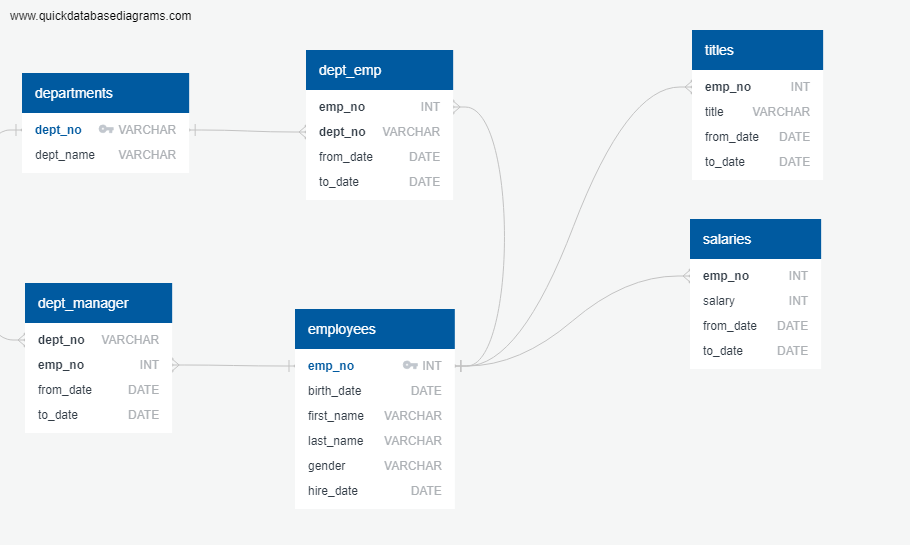 www.quickdatabasediagrams.com
departments
dept_no VARCHAR
dept_name VARCHAR
dept_emp
emp_no INT
dept_no VARCHAR
from_date DATE
to_date DATE
titles
emp_no INT
title VARCHAR
from_date DATE
to_date DATE
dept_manager
dept_no VARCHAR
emp_no INT
from_date DATE
to_date DATE
employees
emp_no INT
birth_date DATE
first_name VARCHAR
last_name VARCHAR
gender VARCHAR
hire_date DATE
salaries
emp_no INT
salary INT
from_date DATE
to_date DATE